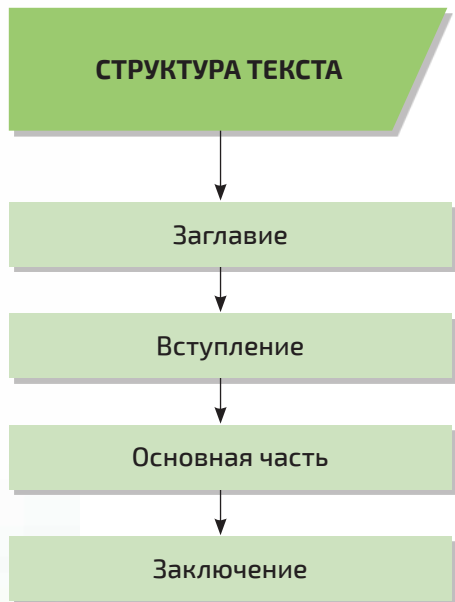 СТРУКТУРА ТЕКСТА
Заглавие
Вступление
Основная часть
Заключение